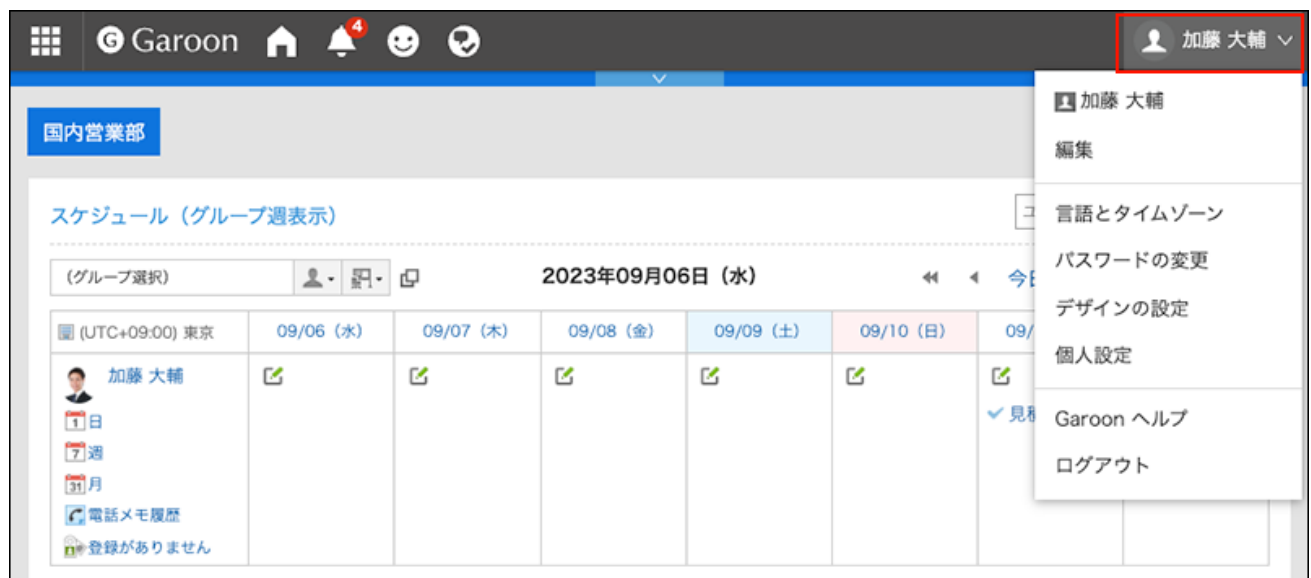 G Garoon 4 加藤 大輔
加藤 大輔
編集
言語とタイムゾーン
パスワードの変更
デザインの設定
個人設定
Garoon ヘルプ
ログアウト
国内営業部
スケジュール（グループ週表示）
(グループ選択) 2023年09月06日（水）
(UTC+09:00) 東京 09/06（水） 09/07（木） 09/08（金） 09/09（土） 09/10（日） 09/
加藤 大輔
1 日
7 週
31 月
電話メモ履歴
登録がありません